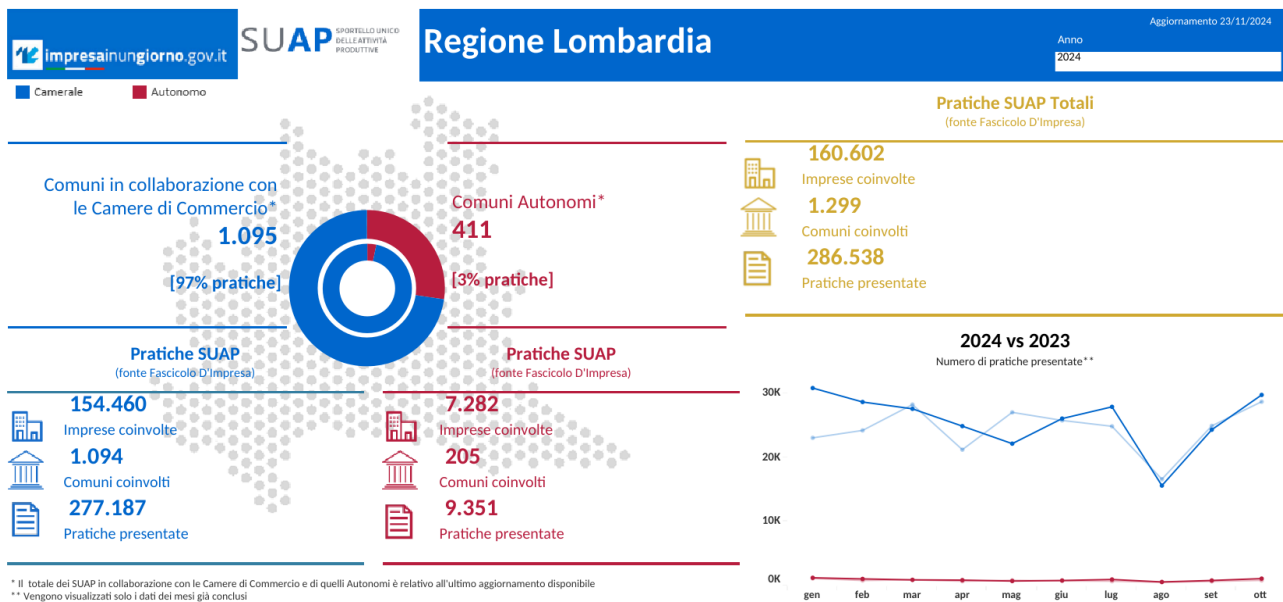 impresainungiorno.gov.it
SUAP SPORTELLO UNICO
DELLE ATTIVITÀ
PRODUTTIVE
Regione Lombardia
Aggiornamento 23/11/2024
Anno
2024
Camerale
Autonomo
Comuni in collaborazione con
le Camere di Commercio*
1.095
[97% pratiche]
Comuni Autonomi*
411
[3% pratiche]
Pratiche SUAP
(fonte Fascicolo D'Impresa)
154.460
Imprese coinvolte
1.094
Comuni coinvolti
277.187
Pratiche presentate
Pratiche SUAP
(fonte Fascicolo D'Impresa)
7.282
Imprese coinvolte
205
Comuni coinvolti
9.351
Pratiche presentate
Pratiche SUAP Totali
(fonte Fascicolo D'Impresa)
160.602
Imprese coinvolte
1.299
Comuni coinvolti
286.538
Pratiche presentate
2024 vs 2023
Numero di pratiche presentate**
30K
20K
10K
0K
gen feb mar apr mag giu lug ago set ott
* Il totale dei SUAP in collaborazione con le Camere di Commercio e di quelli Autonomi è relativo all'ultimo aggiornamento disponibile
** Vengono visualizzati solo i dati dei mesi già conclusi